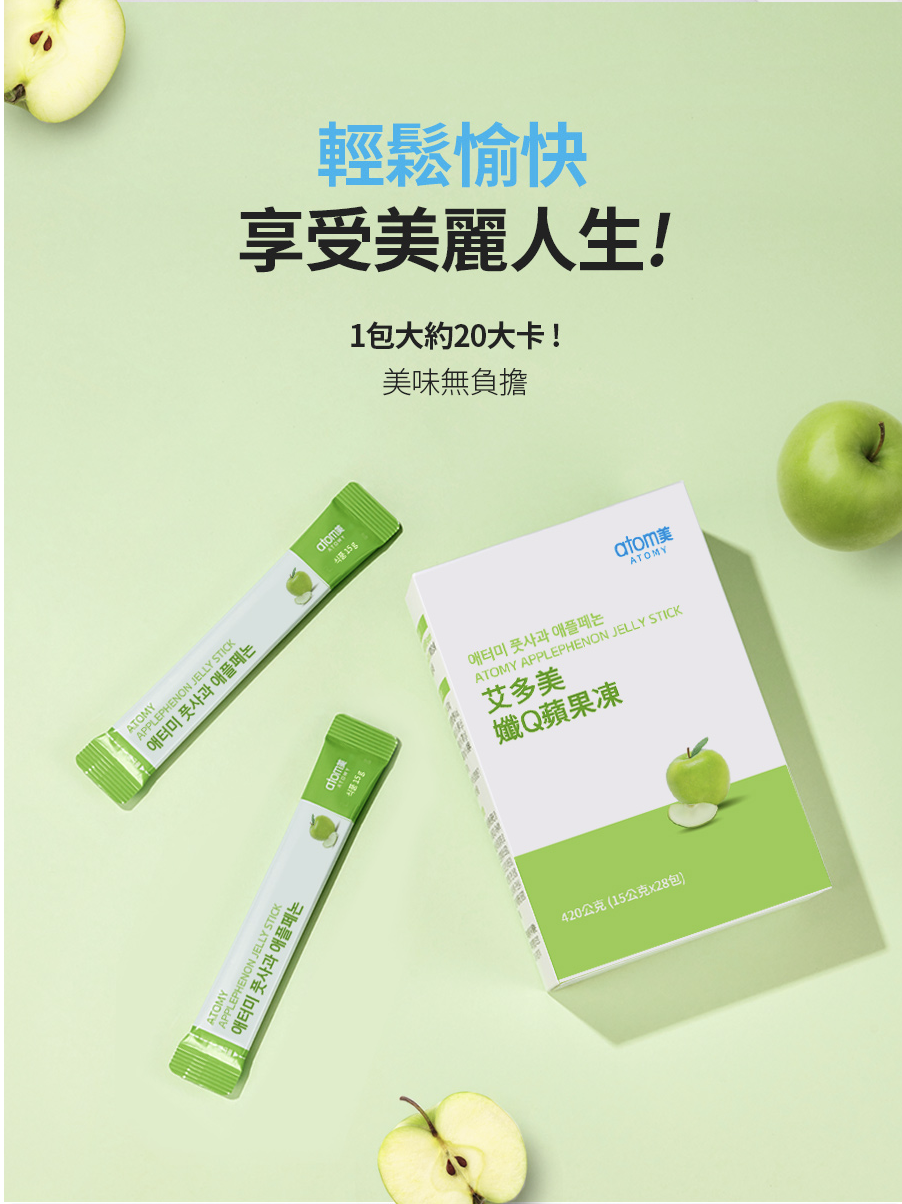 輕鬆愉快
享受美麗人生!
1包大約20大卡!
美味無負擔
atom美
ATOMY
식물 15g
ATOMY
APPLEPHENON JELLY STICK
애터미 풋사과 애플페논
atom美
ATOMY
애터미 풋사과 애플페논
ATOMY APPLEPHENON JELLY STICK
艾多美
孅Q蘋果凍
420公克 (15公克x28包)
atom美
ATOMY
ATOMY
APPLEPHENON JELLY STICK
애터미 풋사과 애플페논